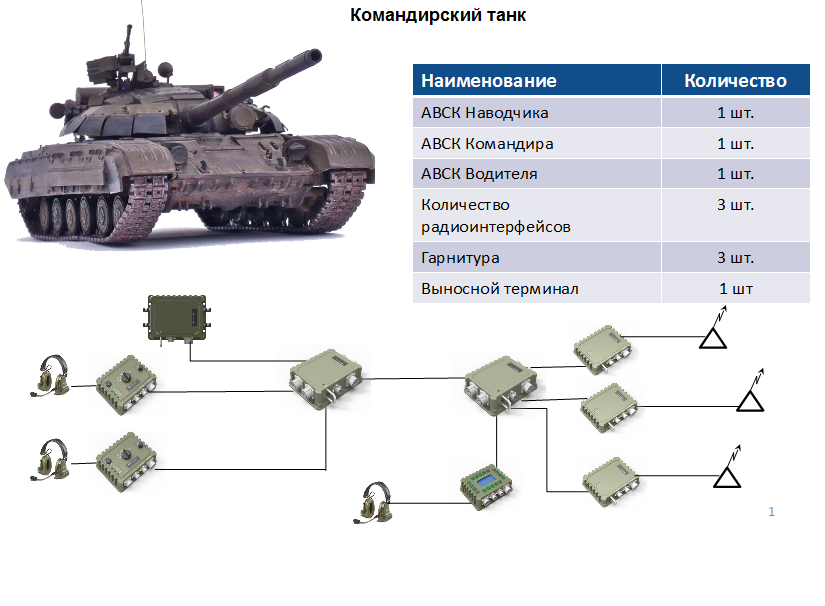 Командирский танк
Наименование Количество
АВСК Наводчика 1 шт.
АВСК Командира 1 шт.
АВСК Водителя 1 шт.
Количество 3 шт.
радиоинтерфейсов
Гарнитура 3 шт.
Выносной терминал 1 шт
1